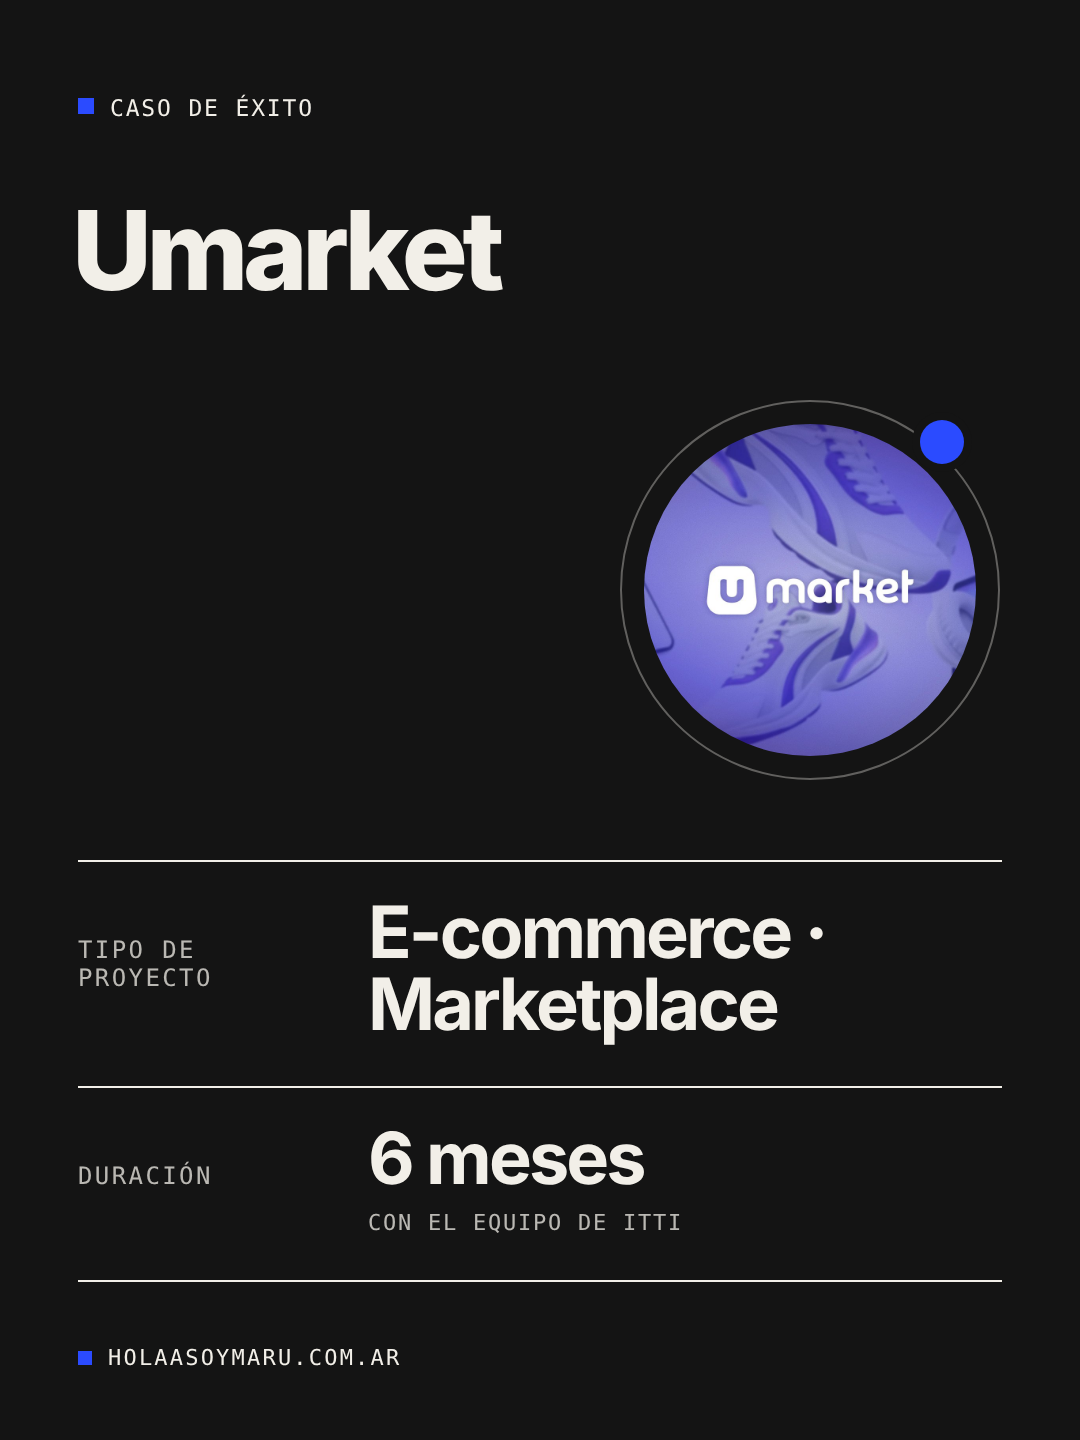 CASO DE ÉXITO
Umarket
u market
TIPO DE
PROYECTO
E-commerce ·
Marketplace
DURACIÓN
6 meses
CON EL EQUIPO DE ITTI
HOLAASOYMARU.COM.AR